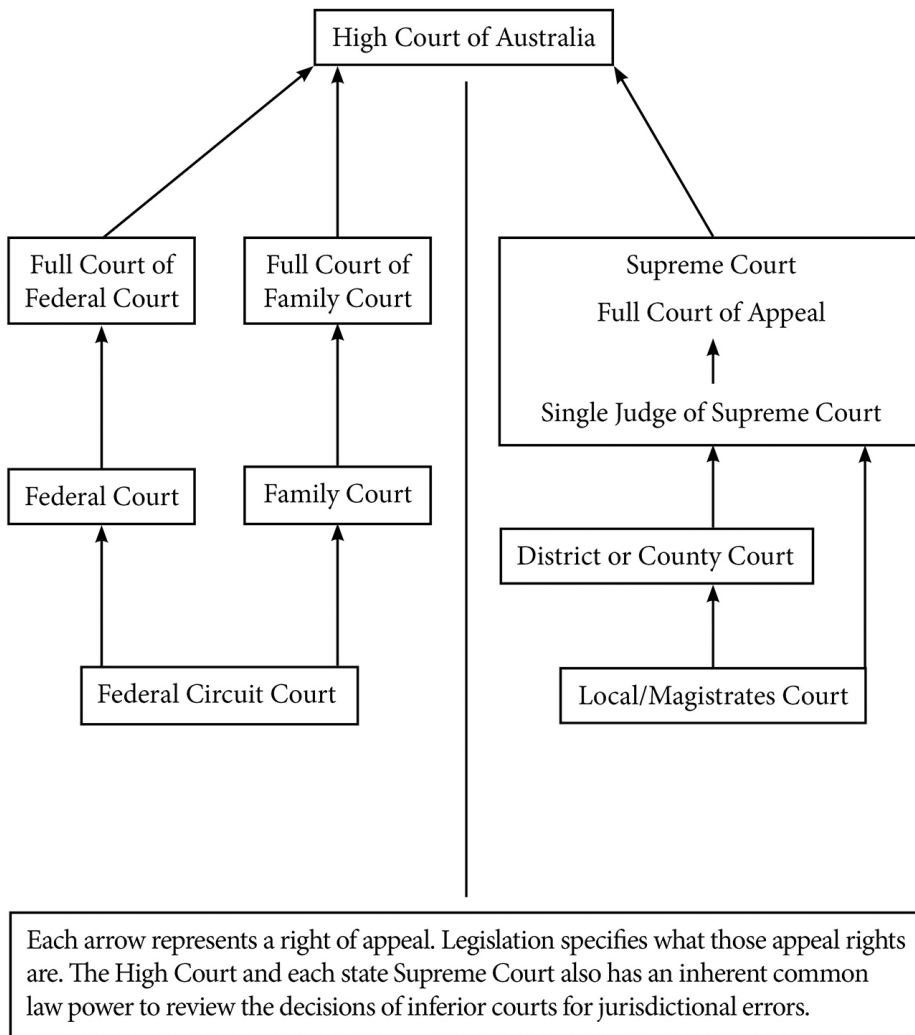 High Court of Australia
Full Court of
Federal Court
Full Court of
Family Court
Supreme Court
Full Court of Appeal
Single Judge of Supreme Court
Federal Court
Family Court
District or County Court
Federal Circuit Court
Local/Magistrates Court
Each arrow represents a right of appeal. Legislation specifies what those appeal rights
are. The High Court and each state Supreme Court also has an inherent common
law power to review the decisions of inferior courts for jurisdictional errors.